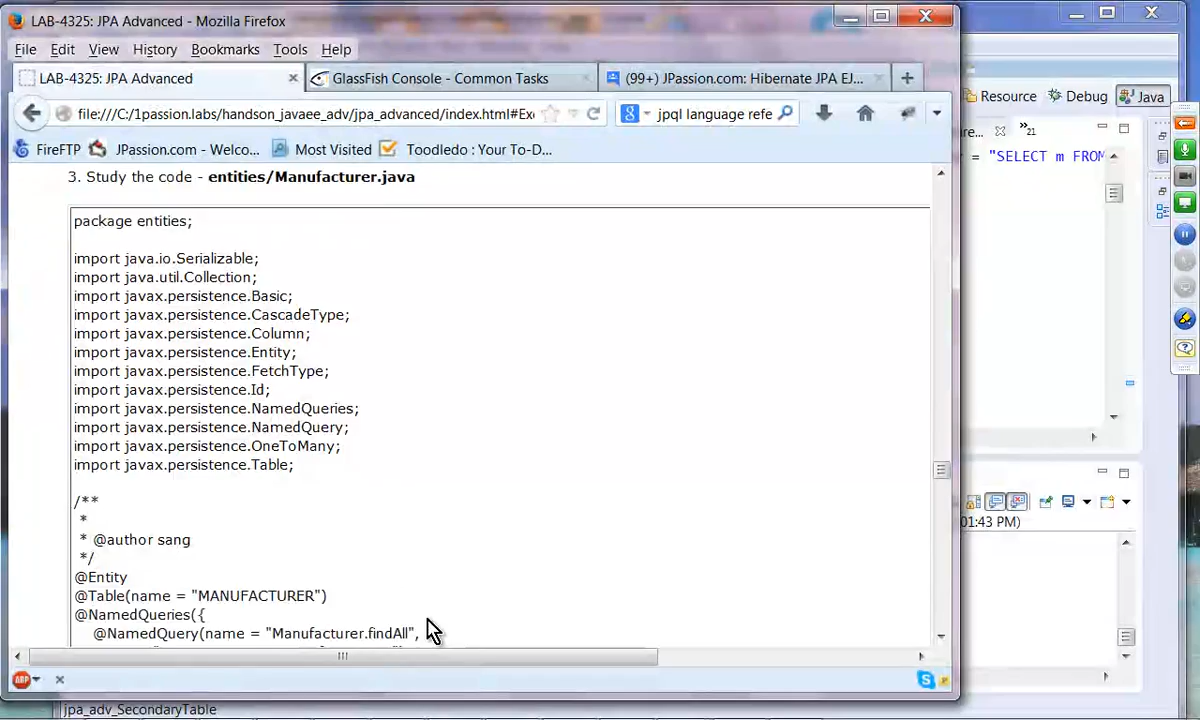 LAB-4325: JPA Advanced - Mozilla Firefox
File Edit View History Bookmarks Tools Help
LAB-4325: JPA Advanced
GlassFish Console - Common Tasks
(99+) JPassion.com: Hibernate JPA EJ...
file:///C:/1passion.labs/handson_javaee_adv/jpa_advanced/index.html#Exe
jpql language refe
FireFTP JPassion.com - Welco... Most Visited Toodledo : Your To-D...
3. Study the code - entities/Manufacturer.java
package entities;
import java.io.Serializable;
import java.util.Collection;
import javax.persistence.Basic;
import javax.persistence.CascadeType;
import javax.persistence.Column;
import javax.persistence.Entity;
import javax.persistence.FetchType;
import javax.persistence.Id;
import javax.persistence.NamedQueries;
import javax.persistence.NamedQuery;
import javax.persistence.OneToMany;
import javax.persistence.Table;
/**
*
* @author sang
*/
@Entity
@Table(name = "MANUFACTURER")
@NamedQueries({
@NamedQuery(name = "Manufacturer.findAll",
ABP
Resource Debug Java
re... 21
r = "SELECT m FROM
01:43 PM)
jpa_adv_SecondaryTable